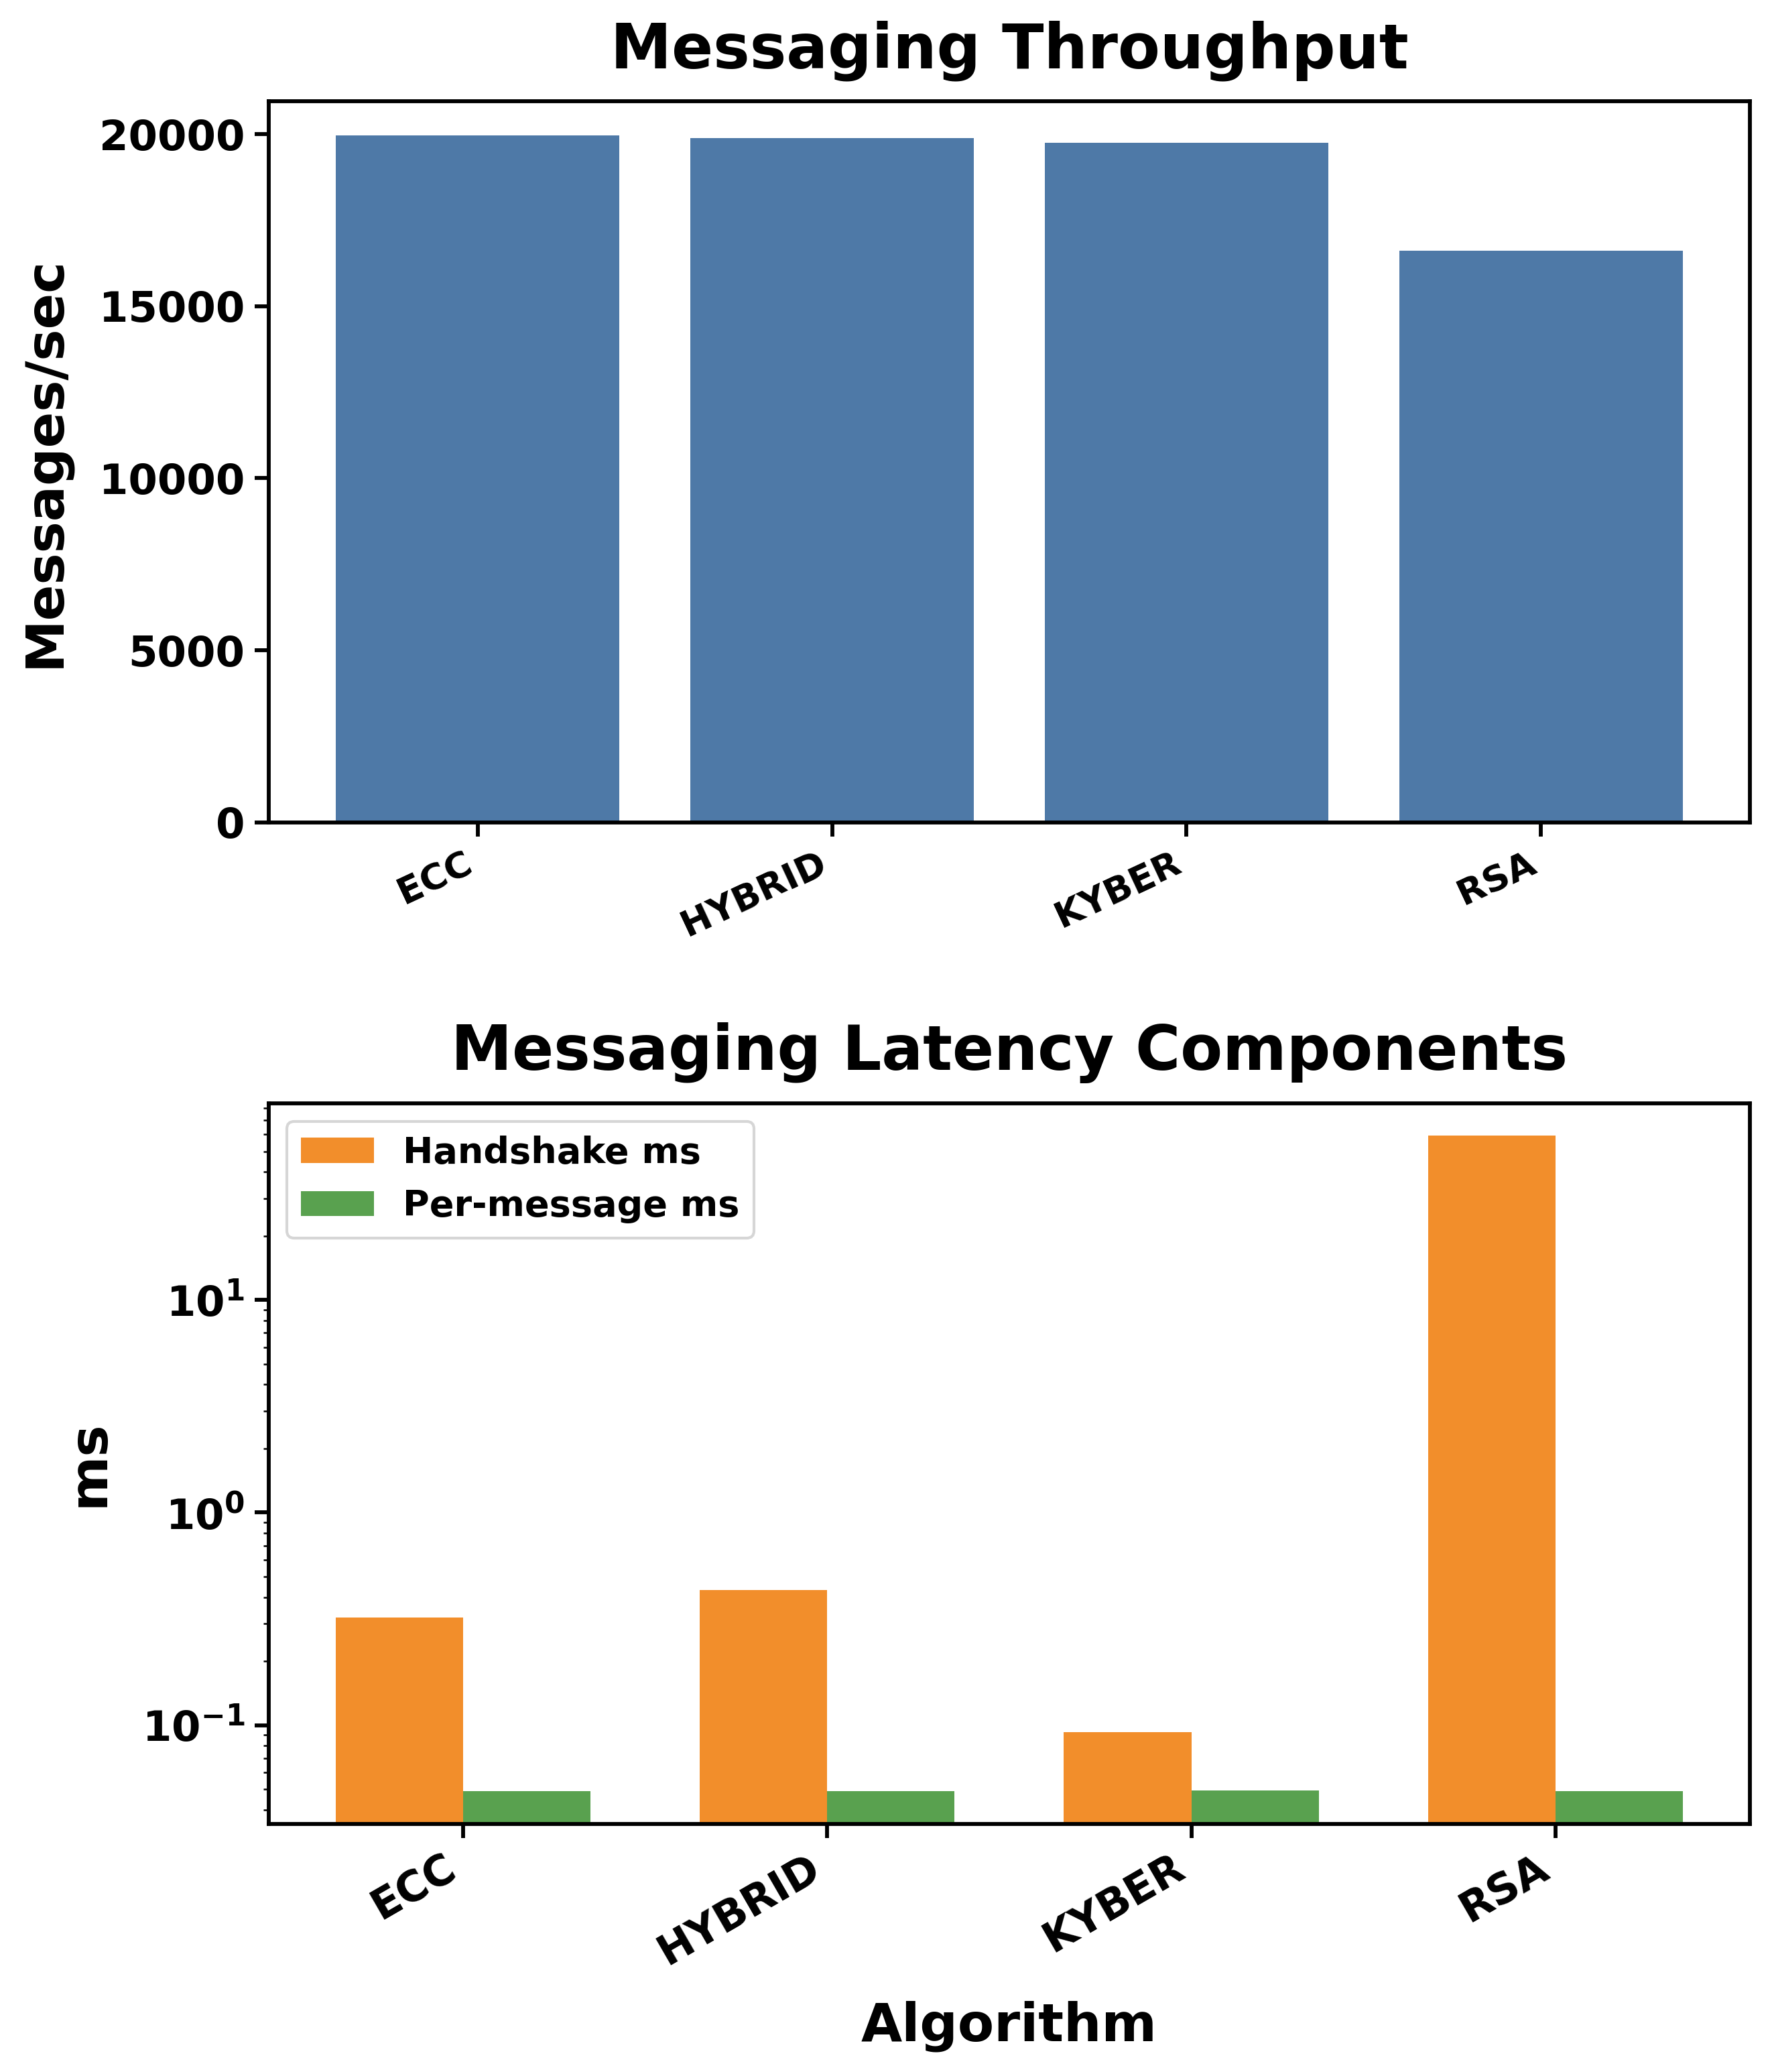 Messaging Throughput
Messages/sec
20000
15000
10000
5000
0
ECC
HYBRID
KYBER
RSA
Messaging Latency Components
Handshake ms
Per-message ms
ms
10¹
10⁰
10⁻¹
ECC
HYBRID
KYBER
RSA
Algorithm